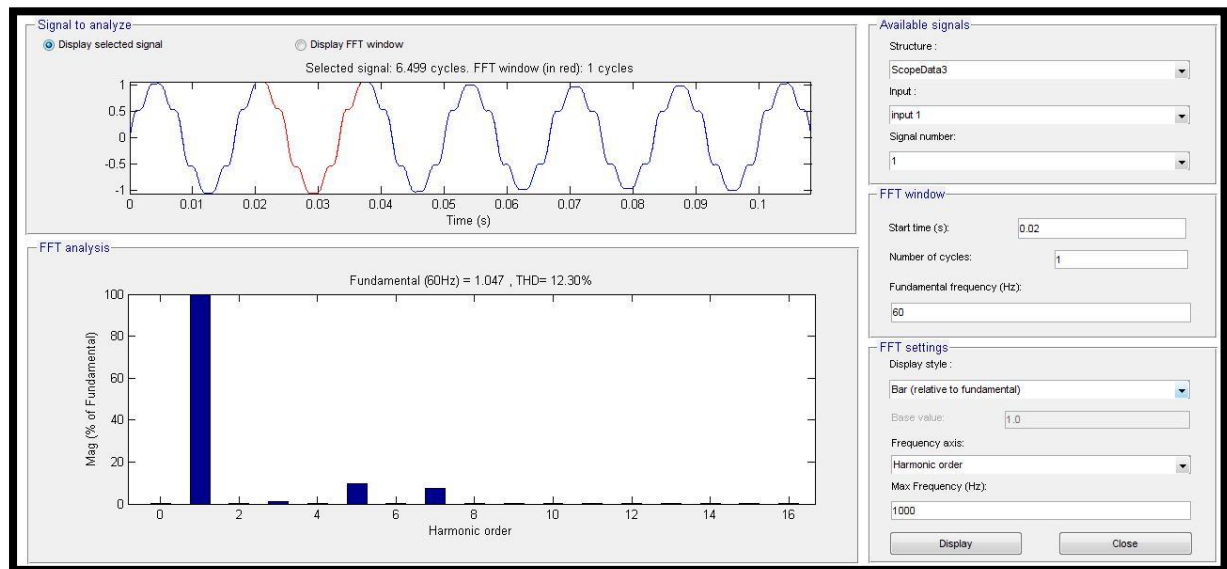 Signal to analyze
Display selected signal
Display FFT window
Selected signal: 6.499 cycles. FFT window (in red): 1 cycles
1
0.5
0
-0.5
-1
0 0.01 0.02 0.03 0.04 0.05 0.06 0.07 0.08 0.09 0.1
Time (s)
FFT analysis
Fundamental (60Hz) = 1.047 , THD= 12.30%
Mag (% of Fundamental)
100
80
60
40
20
0
0 2 4 6 8 10 12 14 16
Harmonic order
Available signals
Structure :
ScopeData3
Input :
input 1
Signal number:
1
FFT window
Start time (s): 0.02
Number of cycles: 1
Fundamental frequency (Hz):
60
FFT settings
Display style :
Bar (relative to fundamental)
Base value: 1.0
Frequency axis:
Harmonic order
Max Frequency (Hz):
1000
Display Close